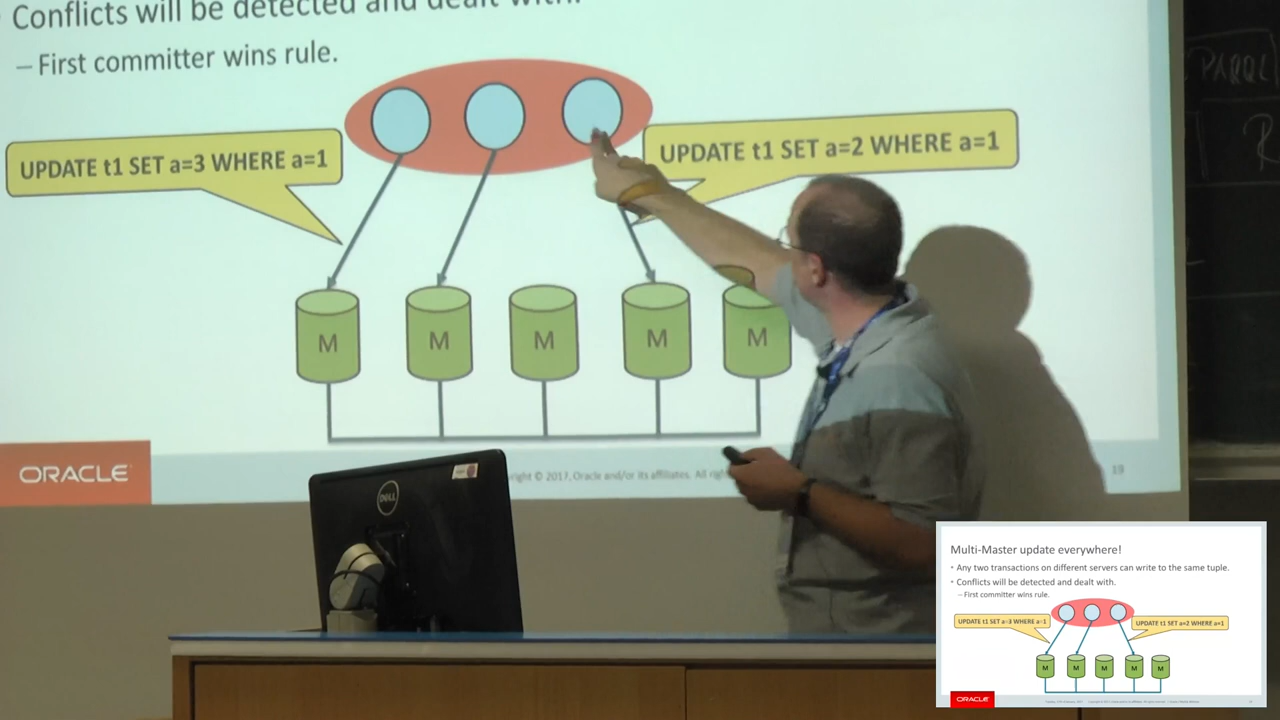 Conflicts will be detected and dealt with.
– First committer wins rule.
UPDATE t1 SET a=3 WHERE a=1
UPDATE t1 SET a=2 WHERE a=1
M M M M M
ORACLE
© 2017, Oracle and/or its affiliates. All
19
DELL
PARQL
R
Multi-Master update everywhere!
• Any two transactions on different servers can write to the same tuple.
• Conflicts will be detected and dealt with.
– First committer wins rule.
UPDATE t1 SET a=3 WHERE a=1
UPDATE t1 SET a=2 WHERE a=1
M M M M M
ORACLE